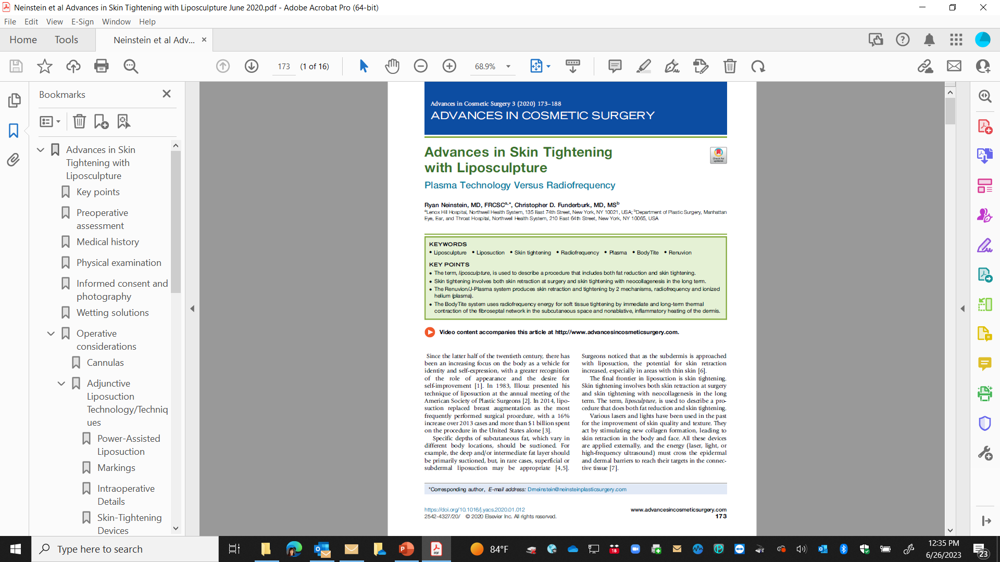 Neinstein et al Advances in Skin Tightening with Liposculpture June 2020.pdf - Adobe Acrobat Pro (64-bit)
File Edit View E-Sign Window Help
Home Tools Neinstein et al Adv... ×
173 (1 of 16) 68.9%
Bookmarks
Advances in Skin
Tightening with
Liposculpture
Key points
Preoperative
assessment
Medical history
Physical examination
Informed consent and
photography
Wetting solutions
Operative
considerations
Cannulas
Adjunctive
Liposuction
Technology/Techniq
ues
Power-Assisted
Liposuction
Markings
Intraoperative
Details
Skin-Tightening
Devices
Advances in Cosmetic Surgery 3 (2020) 173–188
ADVANCES IN COSMETIC SURGERY
Advances in Skin Tightening
with Liposculpture
Check for
updates
Plasma Technology Versus Radiofrequency
Ryan Neinstein, MD, FRCSCa,*, Christopher D. Funderburk, MD, MSb
aLenox Hill Hospital, Northwell Health System, 135 East 74th Street, New York, NY 10021, USA; bDepartment of Plastic Surgery, Manhattan
Eye, Ear, and Throat Hospital, Northwell Health System, 210 East 64th Street, New York, NY 10065, USA
KEYWORDS
• Liposculpture • Liposuction • Skin tightening • Radiofrequency • Plasma • BodyTite • Renuvion
KEY POINTS
• The term, liposculpture, is used to describe a procedure that includes both fat reduction and skin tightening.
• Skin tightening involves both skin retraction at surgery and skin tightening with neocollagenesis in the long term.
• The Renuvion/J-Plasma system produces skin retraction and tightening by 2 mechanisms, radiofrequency and ionized
helium (plasma).
• The BodyTite system uses radiofrequency energy for soft tissue tightening by immediate and long-term thermal
contraction of the fibroseptal network in the subcutaneous space and nonablative, inflammatory heating of the dermis.
Video content accompanies this article at http://www.advancesincosmeticsurgery.com.
Since the latter half of the twentieth century, there has
been an increasing focus on the body as a vehicle for
identity and self-expression, with a greater recognition
of the role of appearance and the desire for
self-improvement [1]. In 1983, Illouz presented his
technique of liposuction at the annual meeting of the
American Society of Plastic Surgeons [2]. In 2014, lipo-
suction replaced breast augmentation as the most
frequently performed surgical procedure, with a 16%
increase over 2013 cases and more than $1 billion spent
on the procedure in the United States alone [3].
Specific depths of subcutaneous fat, which vary in
different body locations, should be suctioned. For
example, the deep and/or intermediate fat layer should
be primarily suctioned, but, in rare cases, superficial or
subdermal liposuction may be appropriate [4,5].
Surgeons noticed that as the subdermis is approached
with liposuction, the potential for skin retraction
increased, especially in areas with thin skin [6].
The final frontier in liposuction is skin tightening.
Skin tightening involves both skin retraction at surgery
and skin tightening with neocollagenesis in the long
term. The term, liposculpture, is used to describe a pro-
cedure that does both fat reduction and skin tightening.
Various lasers and lights have been used in the past
for the improvement of skin quality and texture. They
act by stimulating new collagen formation, leading to
skin retraction in the body and face. All these devices
are applied externally, and the energy (laser, light, or
high-frequency ultrasound) must cross the epidermal
and dermal barriers to reach their targets in the connec-
tive tissue [7].
*Corresponding author, E-mail address: Drneinstein@neinsteinplasticsurgery.com
https://doi.org/10.1016/j.yacs.2020.01.012 www.advancesincosmeticsurgery.com
2542-4327/20/ © 2020 Elsevier Inc. All rights reserved. 173
Type here to search
84°F
18
12:35 PM
6/26/2023
23